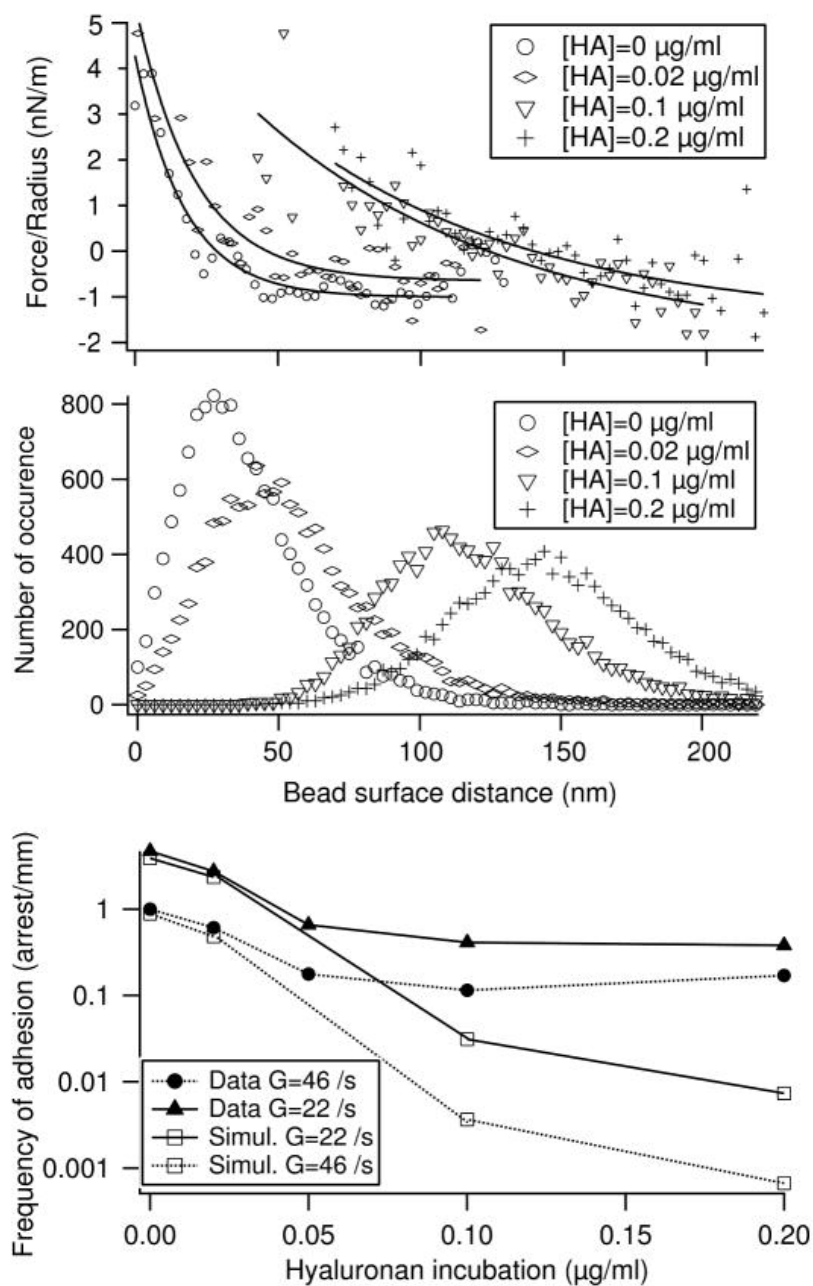 Force/Radius (nN/m)
5
4
3
2
1
0
-1
-2
[HA]=0 µg/ml
[HA]=0.02 µg/ml
[HA]=0.1 µg/ml
[HA]=0.2 µg/ml
Number of occurence
800
600
400
200
0
[HA]=0 µg/ml
[HA]=0.02 µg/ml
[HA]=0.1 µg/ml
[HA]=0.2 µg/ml
0 50 100 150 200
Bead surface distance (nm)
Frequency of adhesion (arrest/mm)
1
0.1
0.01
0.001
Data G=46 /s
Data G=22 /s
Simul. G=22 /s
Simul. G=46 /s
0.00 0.05 0.10 0.15 0.20
Hyaluronan incubation (µg/ml)